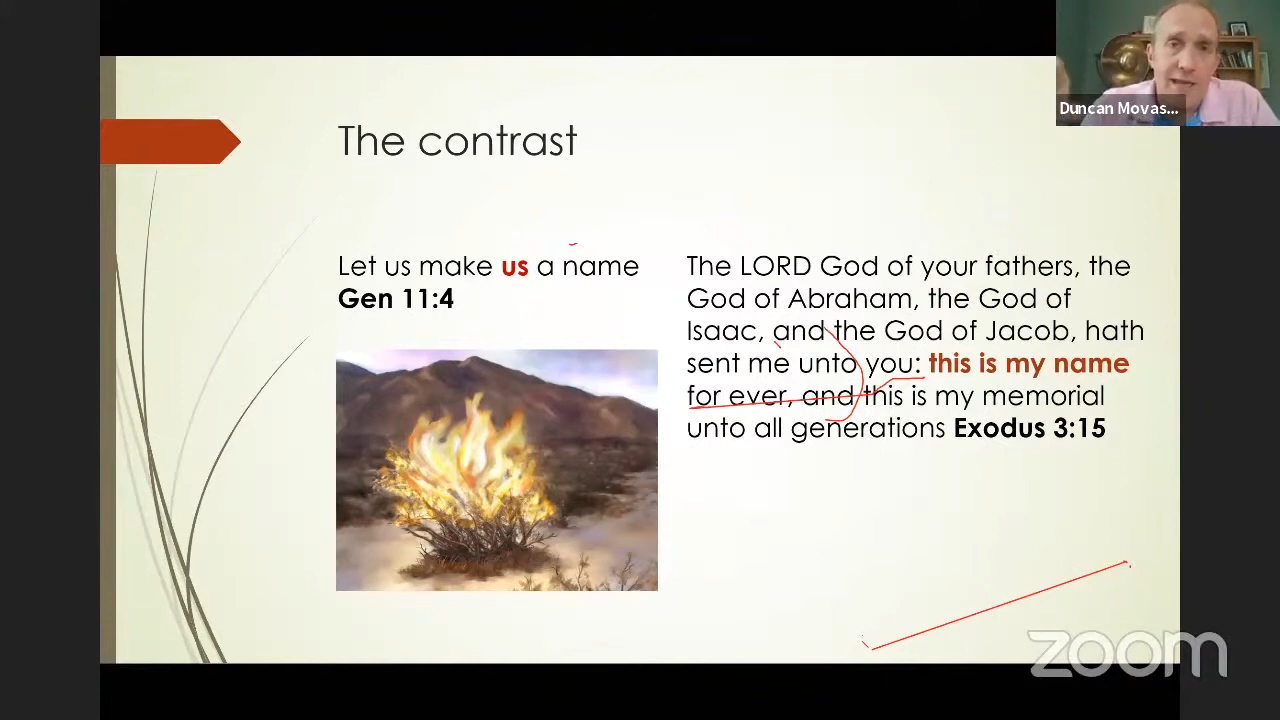 Duncan Movas...
The contrast
Let us make us a name
Gen 11:4
The LORD God of your fathers, the
God of Abraham, the God of
Isaac, and the God of Jacob, hath
sent me unto you: this is my name
for ever, and this is my memorial
unto all generations Exodus 3:15
zoom